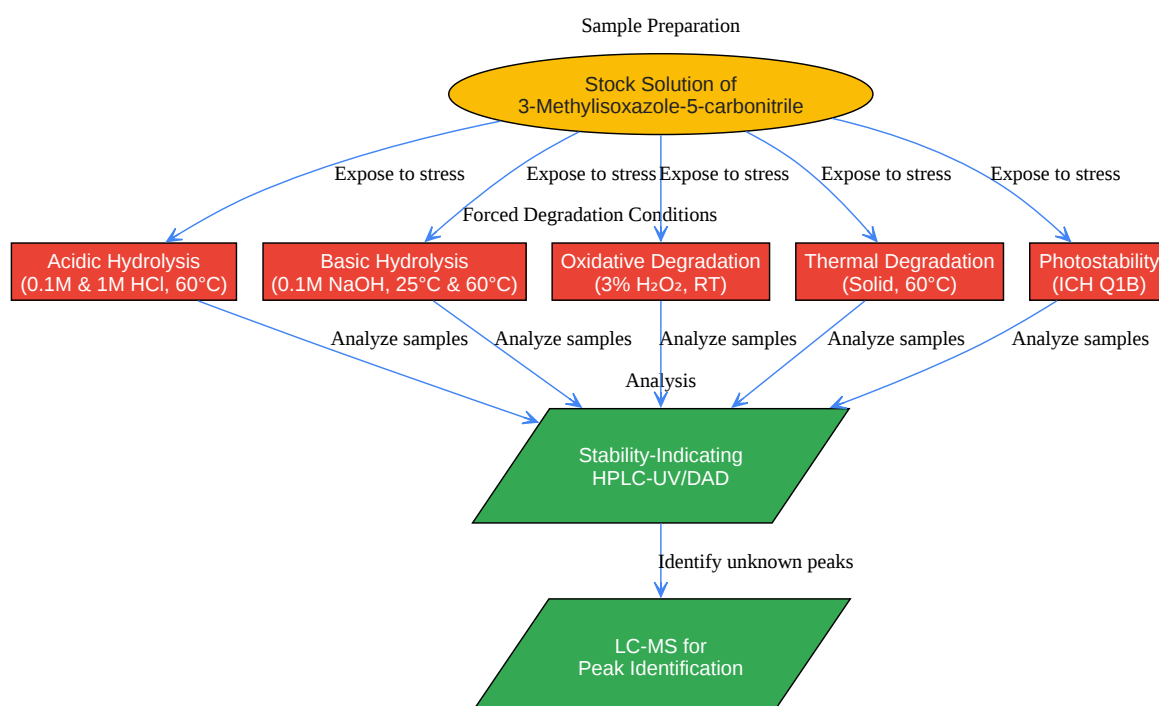 Sample Preparation
Stock Solution of
3-Methylisoxazole-5-carbonitrile
Expose to stress
Expose to stress
Expose to stress
Expose to stress
Expose to stress
Forced Degradation Conditions
Acidic Hydrolysis
(0.1M & 1M HCl, 60°C)
Basic Hydrolysis
(0.1M NaOH, 25°C & 60°C)
Oxidative Degradation
(3% H₂O₂, RT)
Thermal Degradation
(Solid, 60°C)
Photostability
(ICH Q1B)
Analyze samples
Analyze samples
Analyze samples
Analyze samples
Analyze samples
Analysis
Stability-Indicating
HPLC-UV/DAD
Identify unknown peaks
LC-MS for
Peak Identification